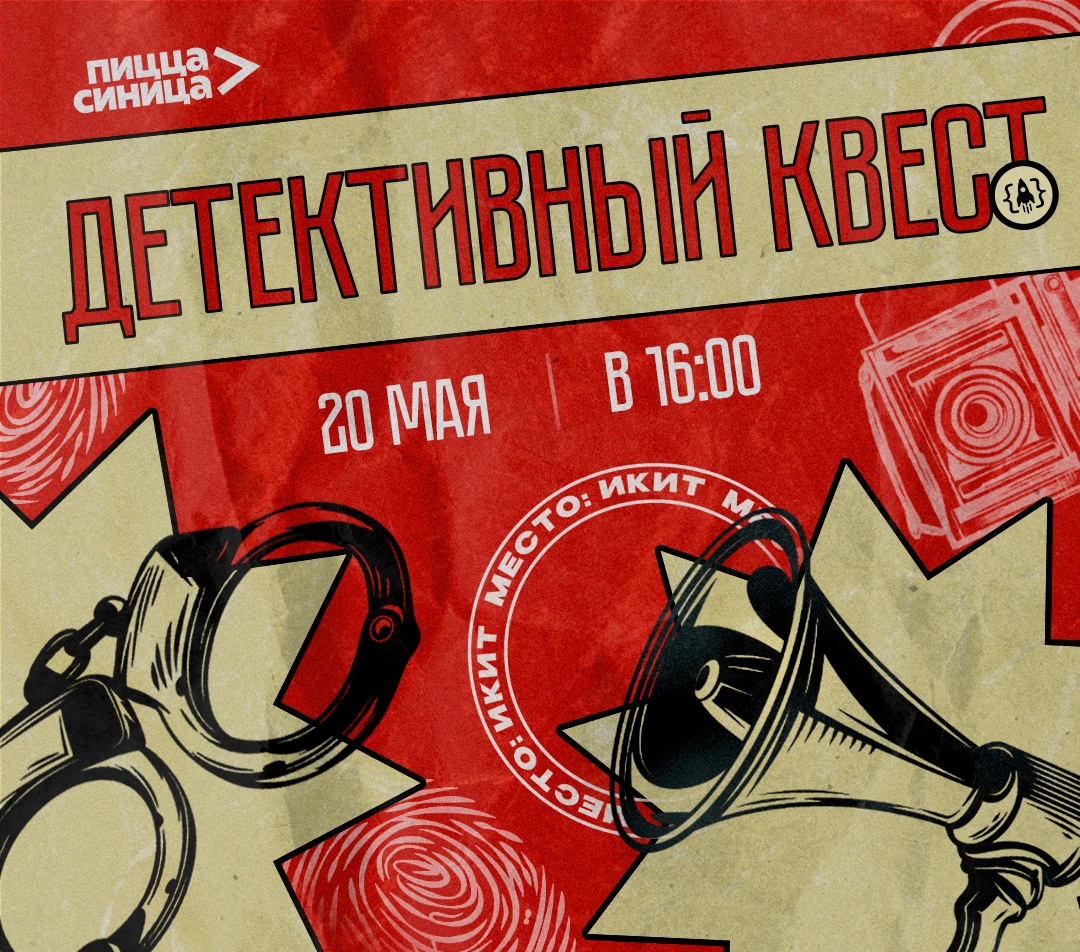 пицца
синица
ДЕТЕКТИВНЫЙ КВЕСТ
20 МАЯ
В 16:00
МЕСТО: ИКИТ МЕСТО: ИКИТ